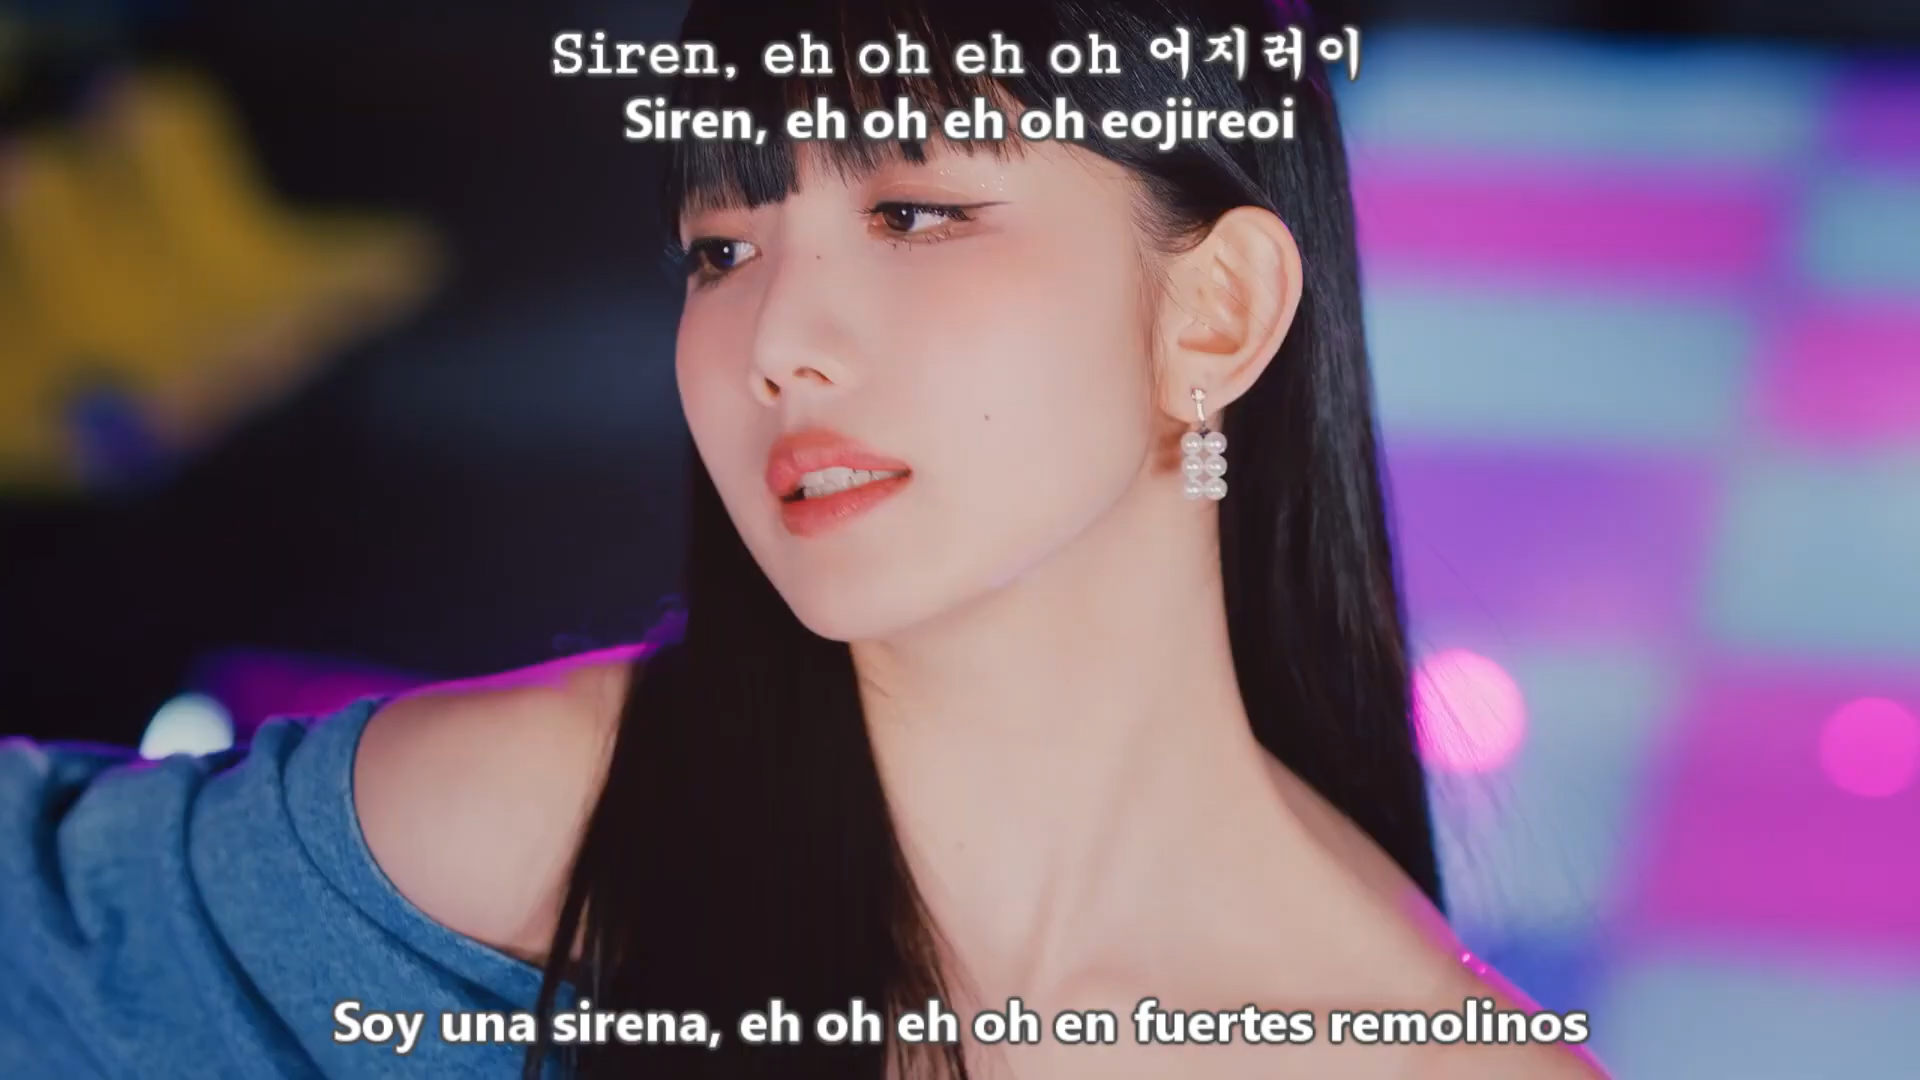 Siren, eh oh eh oh 어지러이
Siren, eh oh eh oh eojireoi
Soy una sirena, eh oh eh oh en fuertes remolinos